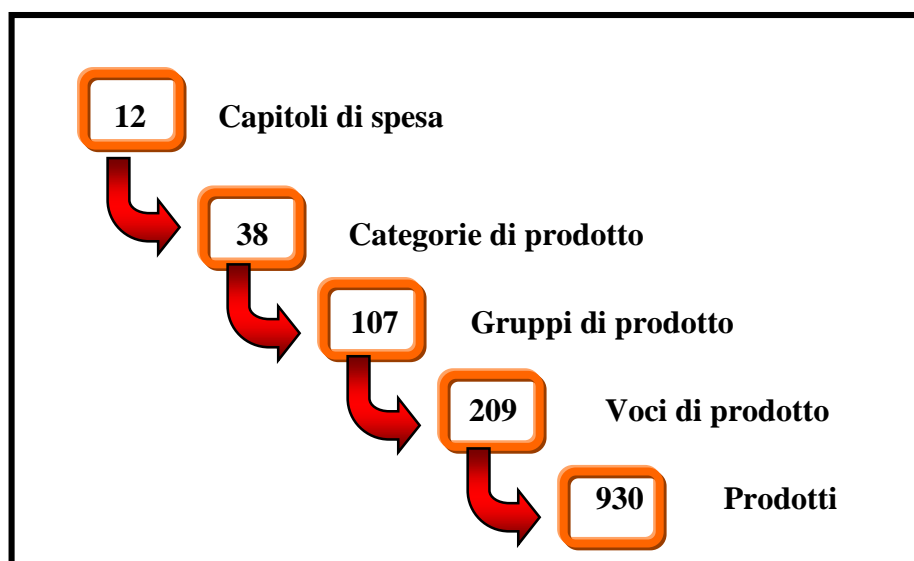 12 Capitoli di spesa
38 Categorie di prodotto
107 Gruppi di prodotto
209 Voci di prodotto
930 Prodotti